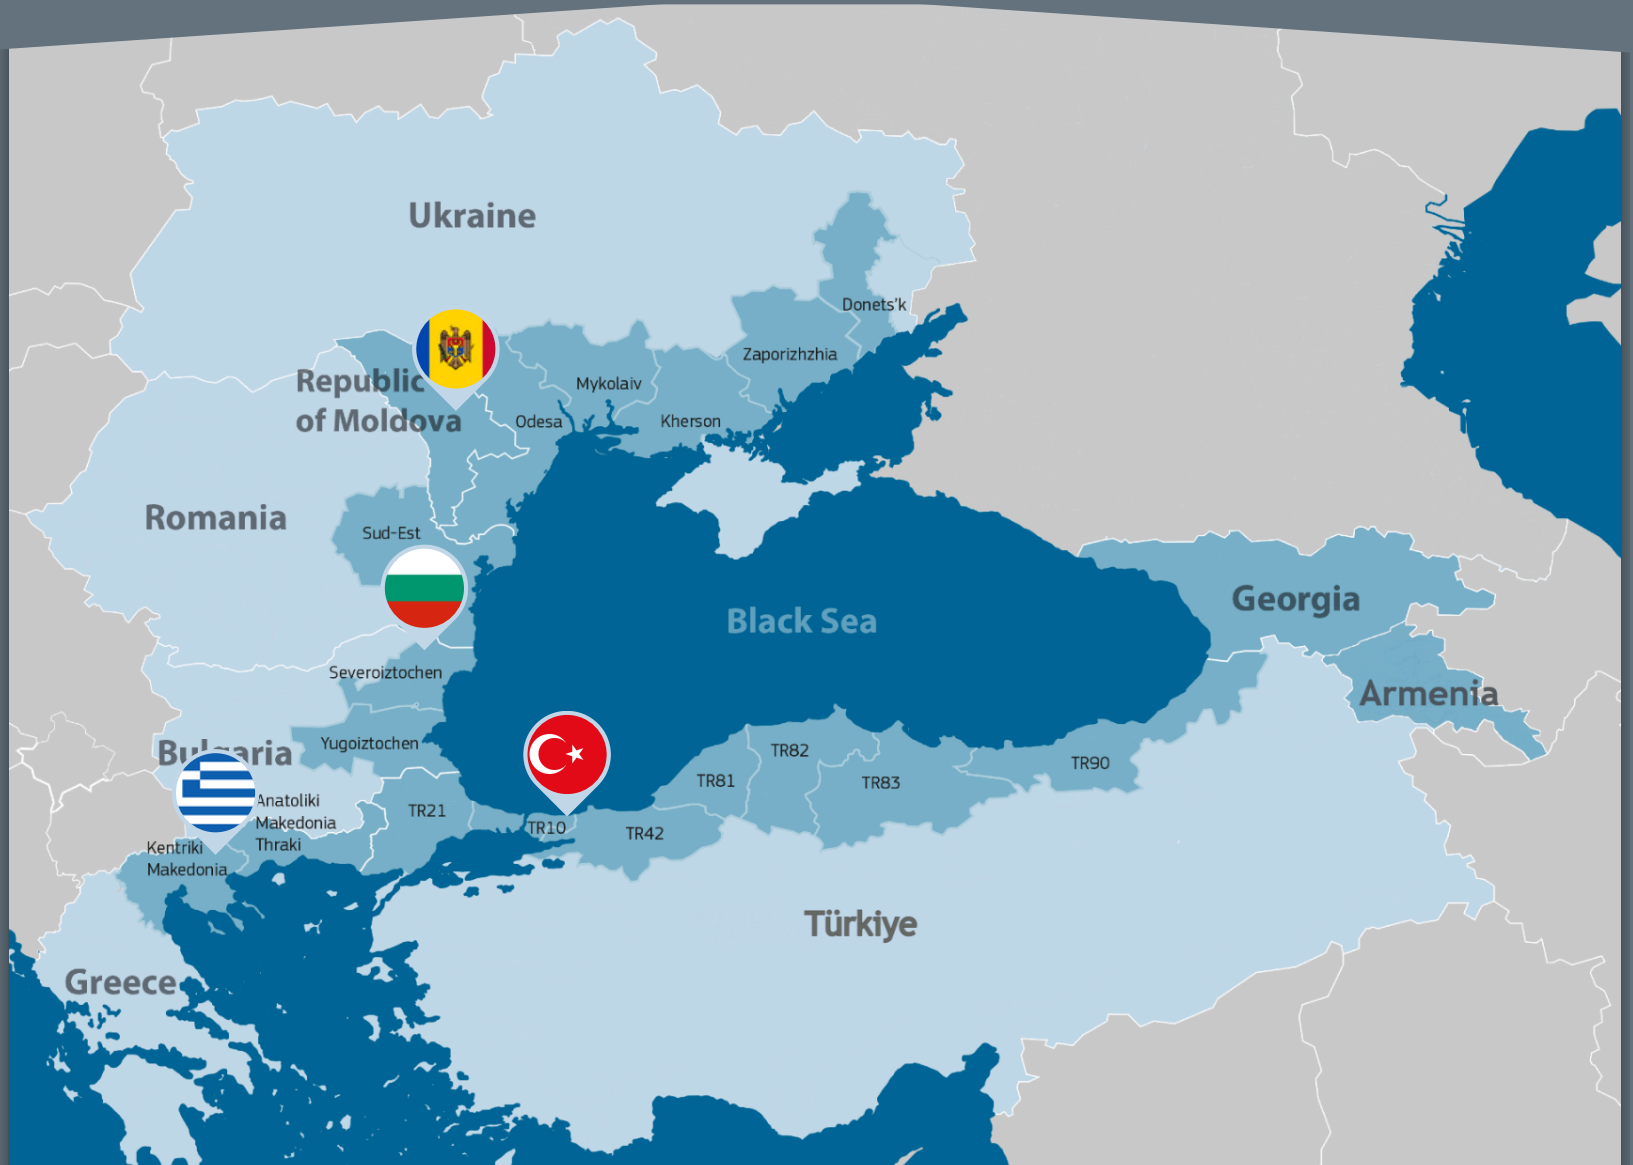 Ukraine
Donets'k
Zaporizhzhia
Republic
of Moldova
Mykolaiv
Odesa
Kherson
Romania
Sud-Est
Black Sea
Georgia
Armenia
Severoiztochen
Bulgaria
Yugoiztochen
TR82
TR90
TR81
TR83
TR21
TR10
TR42
Anatoliki
Makedonia
Thraki
Kentriki
Makedonia
Türkiye
Greece